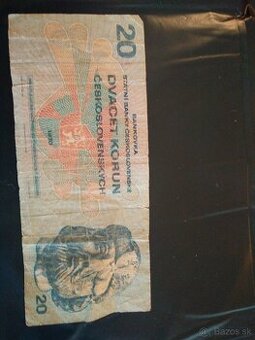 20
BANKOVKA
STÁTNÍ BANKY ČESKOSLOVENSKÉ
DVACET KORUN
ČESKOSLOVENSKÝCH
20
Bazos.sk